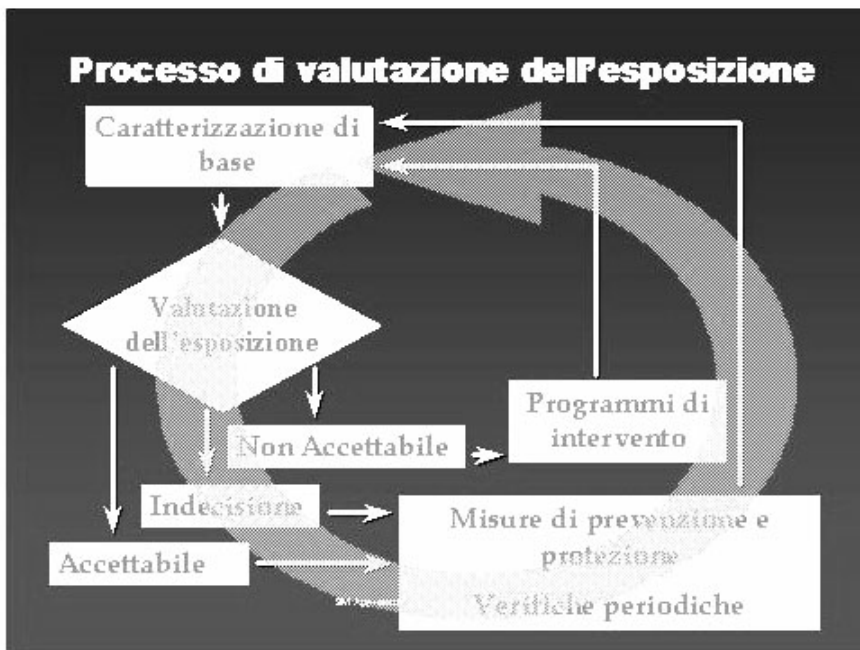 Processo di valutazione dell'esposizione
Caratterizzazione di
base
Valutazione
dell'esposizione
Non Accettabile
Programmi di
intervento
Indecisione
Misure di prevenzione e
protezione
Accettabile
Verifiche periodiche